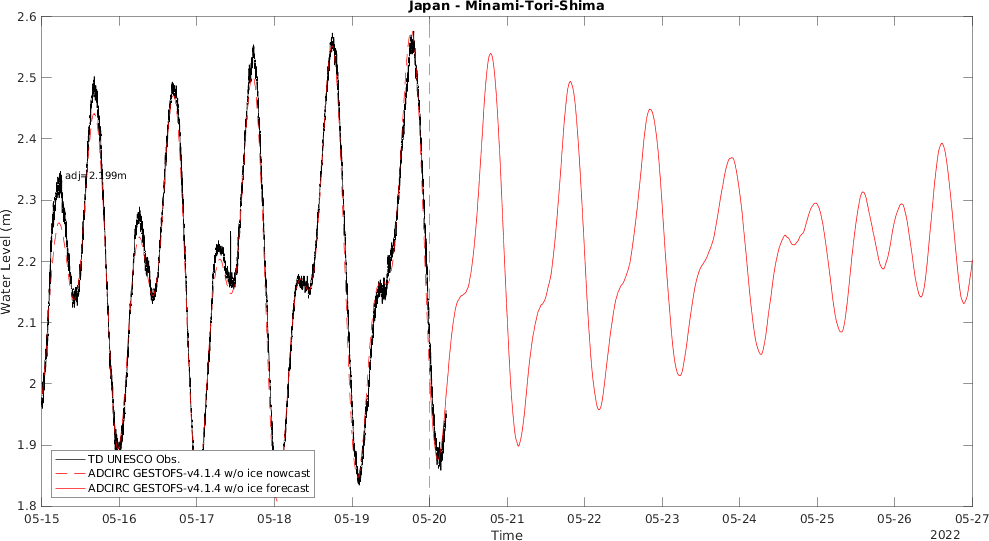 Japan - Minami-Tori-Shima
2.6
2.5
2.4
2.3
2.2
2.1
2
1.9
1.8
Water Level (m)
adj=2.199m
TD UNESCO Obs.
ADCIRC GESTOFS-v4.1.4 w/o ice nowcast
ADCIRC GESTOFS-v4.1.4 w/o ice forecast
05-15 05-16 05-17 05-18 05-19 05-20 05-21 05-22 05-23 05-24 05-25 05-26 05-27
Time
2022